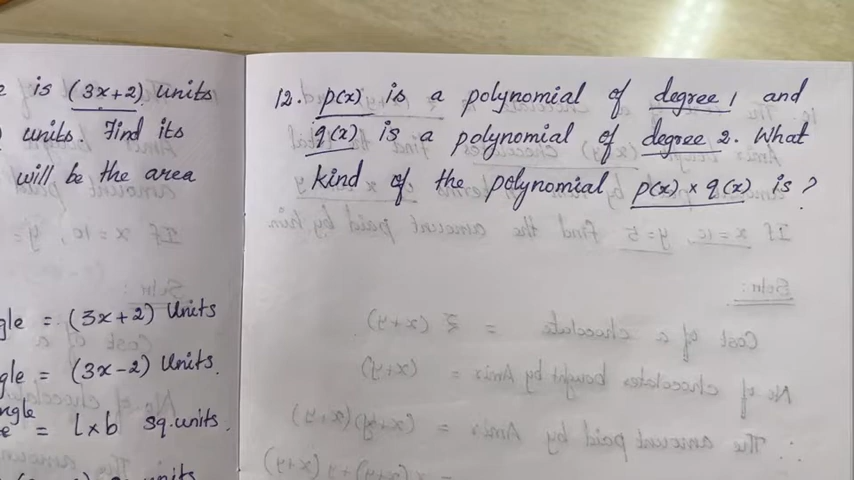 e is (3x+2) units
units. Find its
will be the area
gle = (3x+2) Units
gle = (3x-2) Units.
ngle
e = l×b sq.units.
units
12. p(x) is a polynomial of degree 1 and
q(x) is a polynomial of degree 2. What
kind of the polynomial p(x) × q(x) is?